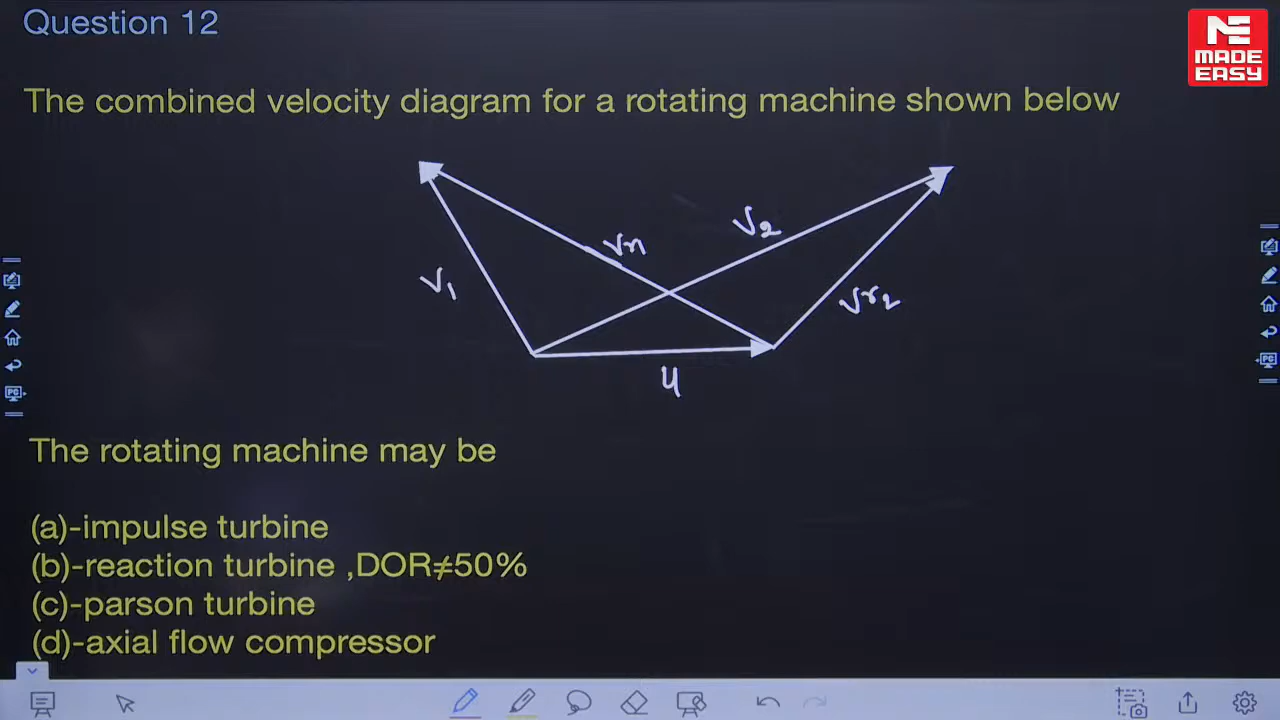 Question 12
MADE
EASY
The combined velocity diagram for a rotating machine shown below
V2
Vr1
V1
Vr2
u
The rotating machine may be
(a)-impulse turbine
(b)-reaction turbine ,DOR≠50%
(c)-parson turbine
(d)-axial flow compressor